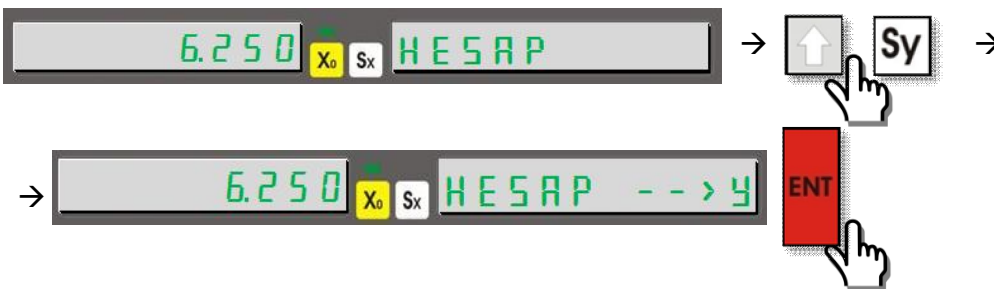 6.250 X₀ Sx HESAP → Sy →
→ 6.250 X₀ Sx HESAP --> Y ENT